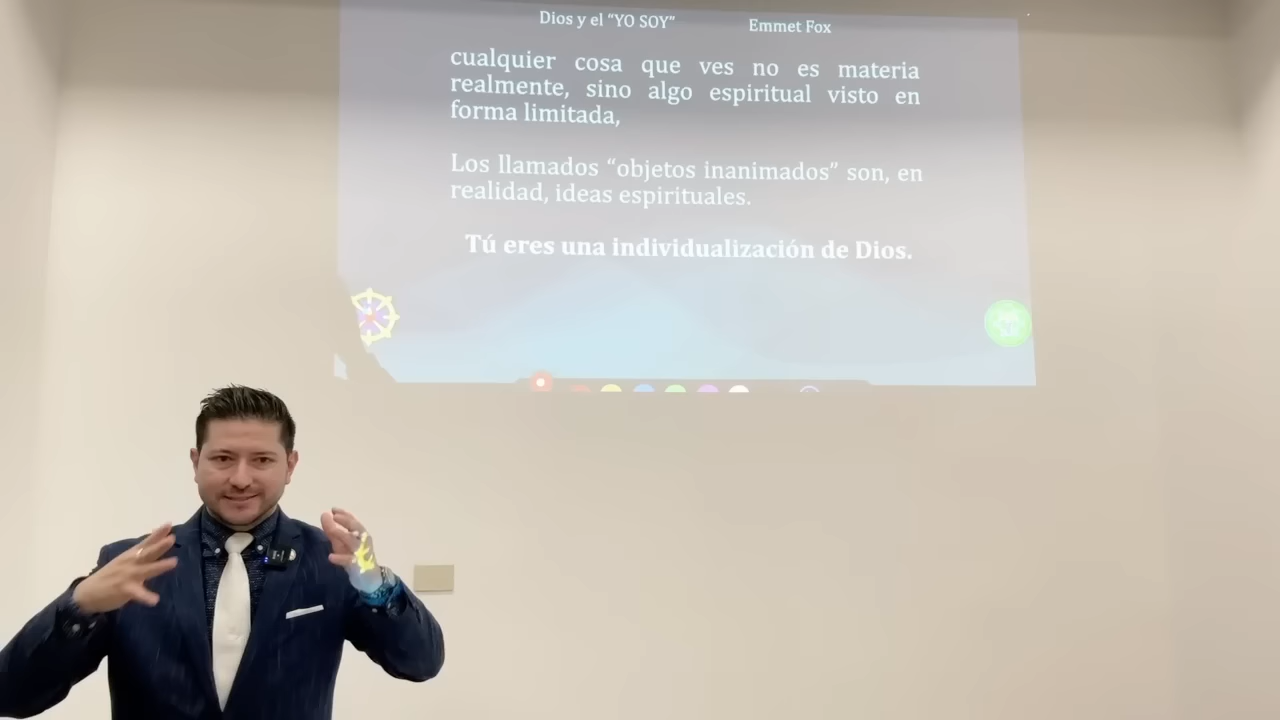 Dios y el “YO SOY” Emmet Fox
cualquier cosa que ves no es materia
realmente, sino algo espiritual visto en
forma limitada,
Los llamados “objetos inanimados” son, en
realidad, ideas espirituales.
Tú eres una individualización de Dios.